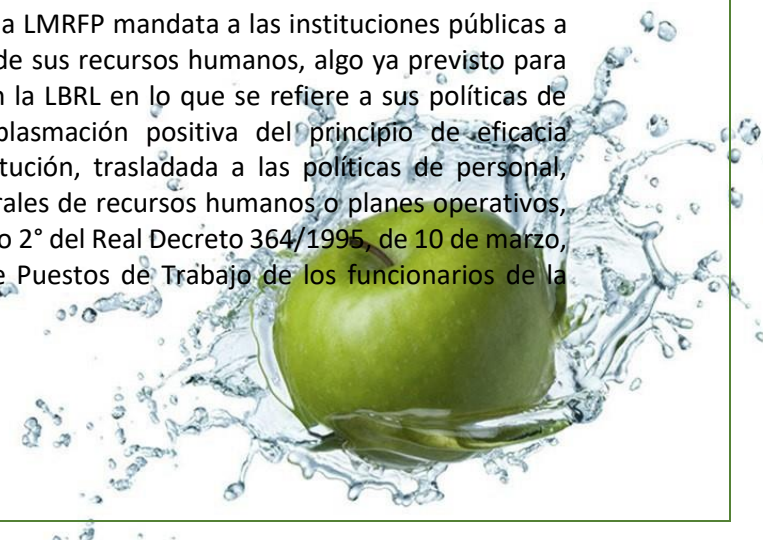 a LMRFP mandata a las instituciones públicas a
de sus recursos humanos, algo ya previsto para
n la LBRL en lo que se refiere a sus políticas de
plasmación positiva del principio de eficacia
itución, trasladada a las políticas de personal,
rales de recursos humanos o planes operativos,
o 2° del Real Decreto 364/1995, de 10 de marzo,
e Puestos de Trabajo de los funcionarios de la